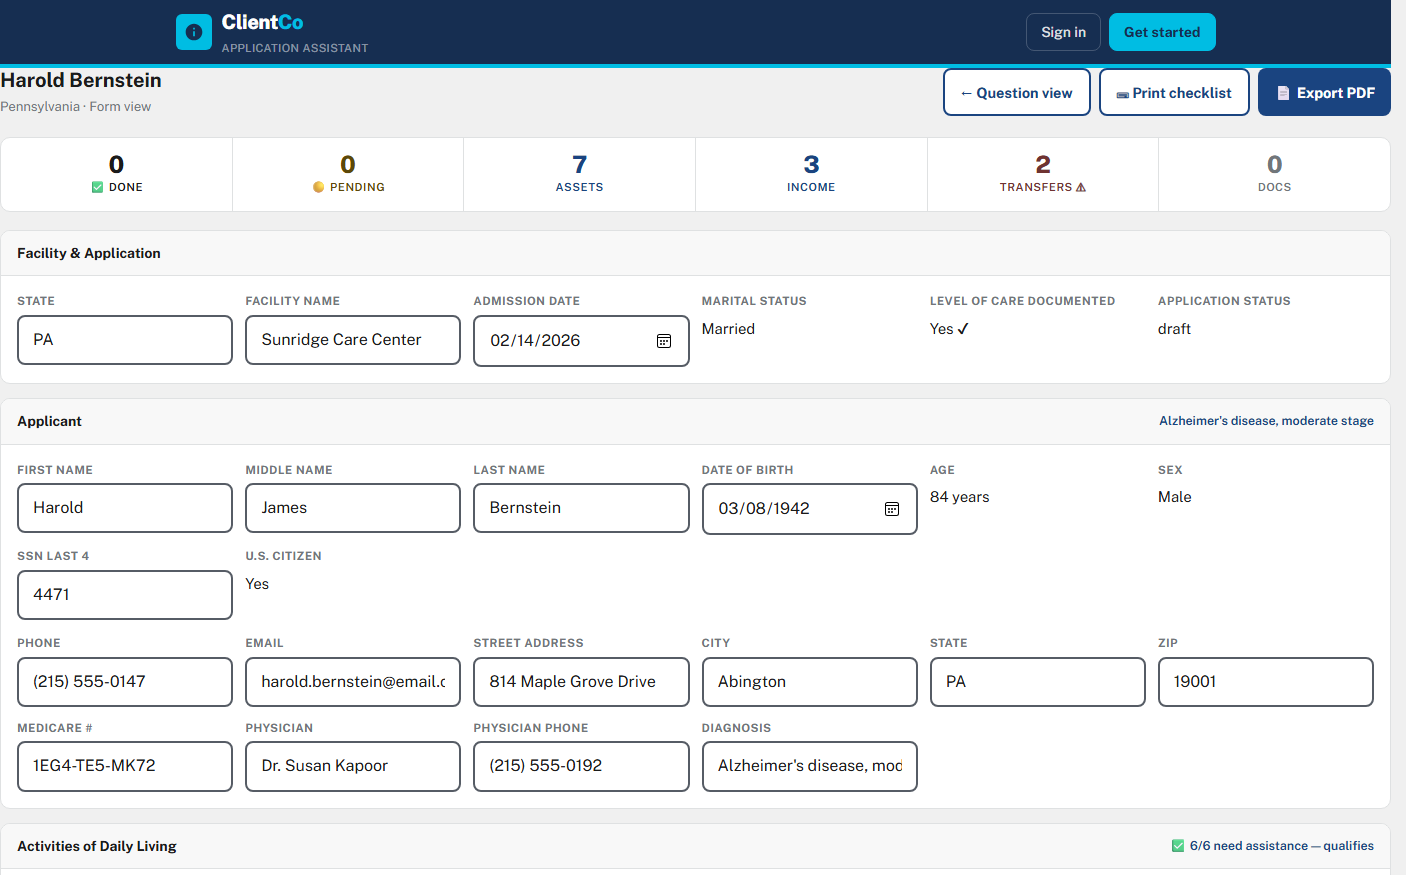 ClientCo
APPLICATION ASSISTANT
Sign in
Get started
Harold Bernstein
Pennsylvania · Form view
← Question view
Print checklist
Export PDF
0
DONE
0
PENDING
7
ASSETS
3
INCOME
2
TRANSFERS ⚠
0
DOCS
Facility & Application
STATE
FACILITY NAME
ADMISSION DATE
MARITAL STATUS
LEVEL OF CARE DOCUMENTED
APPLICATION STATUS
PA
Sunridge Care Center
02/14/2026
Married
Yes ✓
draft
Applicant
Alzheimer's disease, moderate stage
FIRST NAME
MIDDLE NAME
LAST NAME
DATE OF BIRTH
AGE
SEX
Harold
James
Bernstein
03/08/1942
84 years
Male
SSN LAST 4
U.S. CITIZEN
4471
Yes
PHONE
EMAIL
STREET ADDRESS
CITY
STATE
ZIP
(215) 555-0147
harold.bernstein@email.c
814 Maple Grove Drive
Abington
PA
19001
MEDICARE #
PHYSICIAN
PHYSICIAN PHONE
DIAGNOSIS
1EG4-TE5-MK72
Dr. Susan Kapoor
(215) 555-0192
Alzheimer's disease, mod
Activities of Daily Living
✅ 6/6 need assistance — qualifies